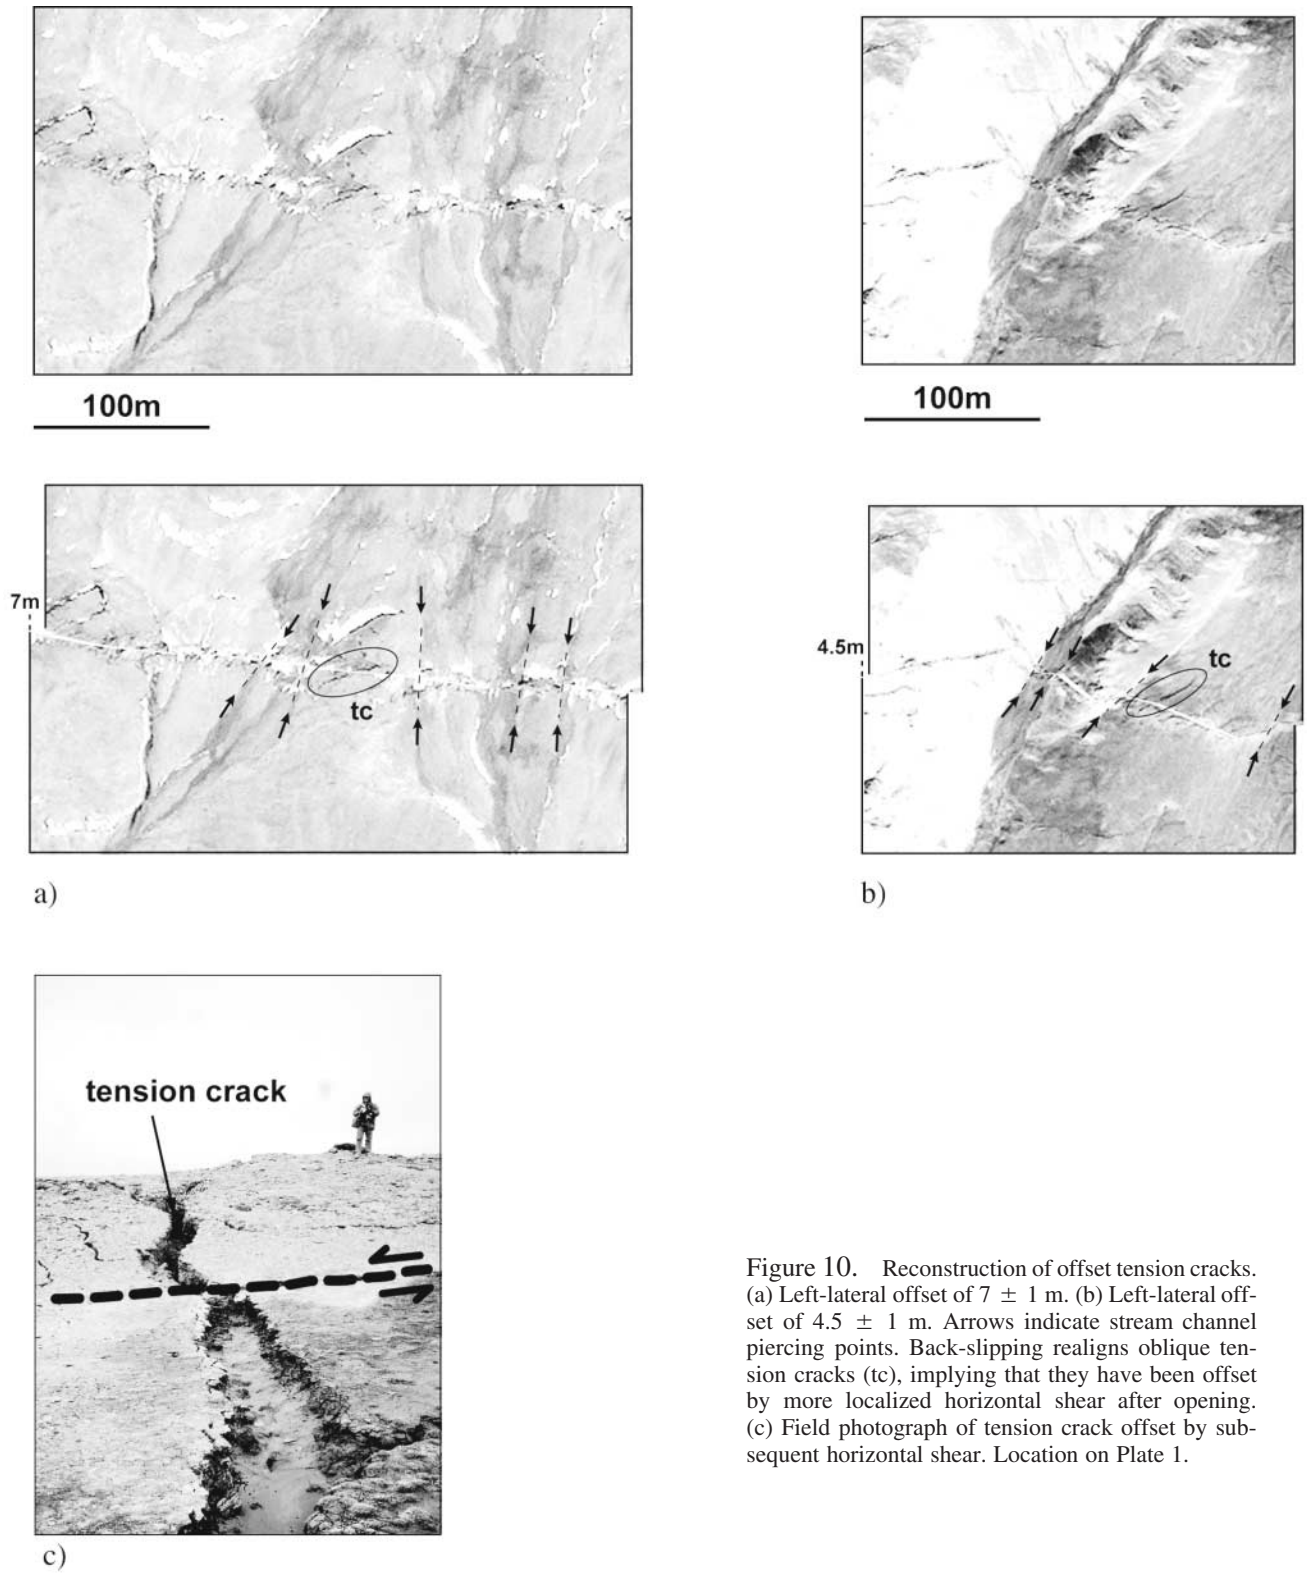 100m
100m
7m
tc
4.5m
tc
a)
b)
tension crack
c)
Figure 10. Reconstruction of offset tension cracks.
(a) Left-lateral offset of 7 ± 1 m. (b) Left-lateral off-
set of 4.5 ± 1 m. Arrows indicate stream channel
piercing points. Back-slipping realigns oblique ten-
sion cracks (tc), implying that they have been offset
by more localized horizontal shear after opening.
(c) Field photograph of tension crack offset by sub-
sequent horizontal shear. Location on Plate 1.